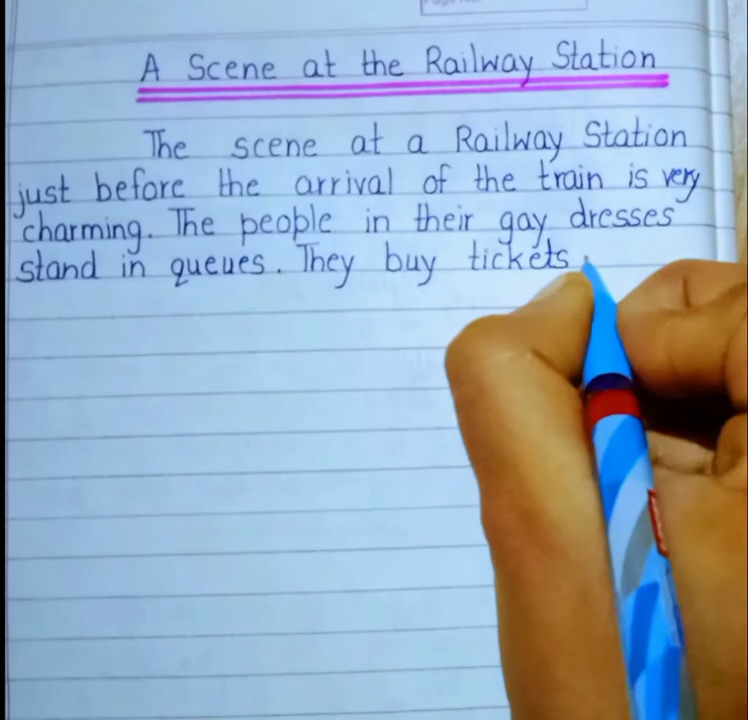 A Scene at the Railway Station
The scene at a Railway Station
just before the arrival of the train is very
charming. The people in their gay dresses
stand in queues. They buy tickets.